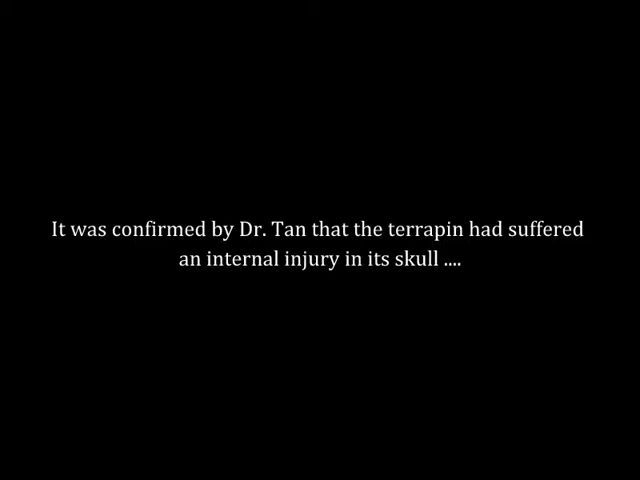 It was confirmed by Dr. Tan that the terrapin had suffered
an internal injury in its skull ....